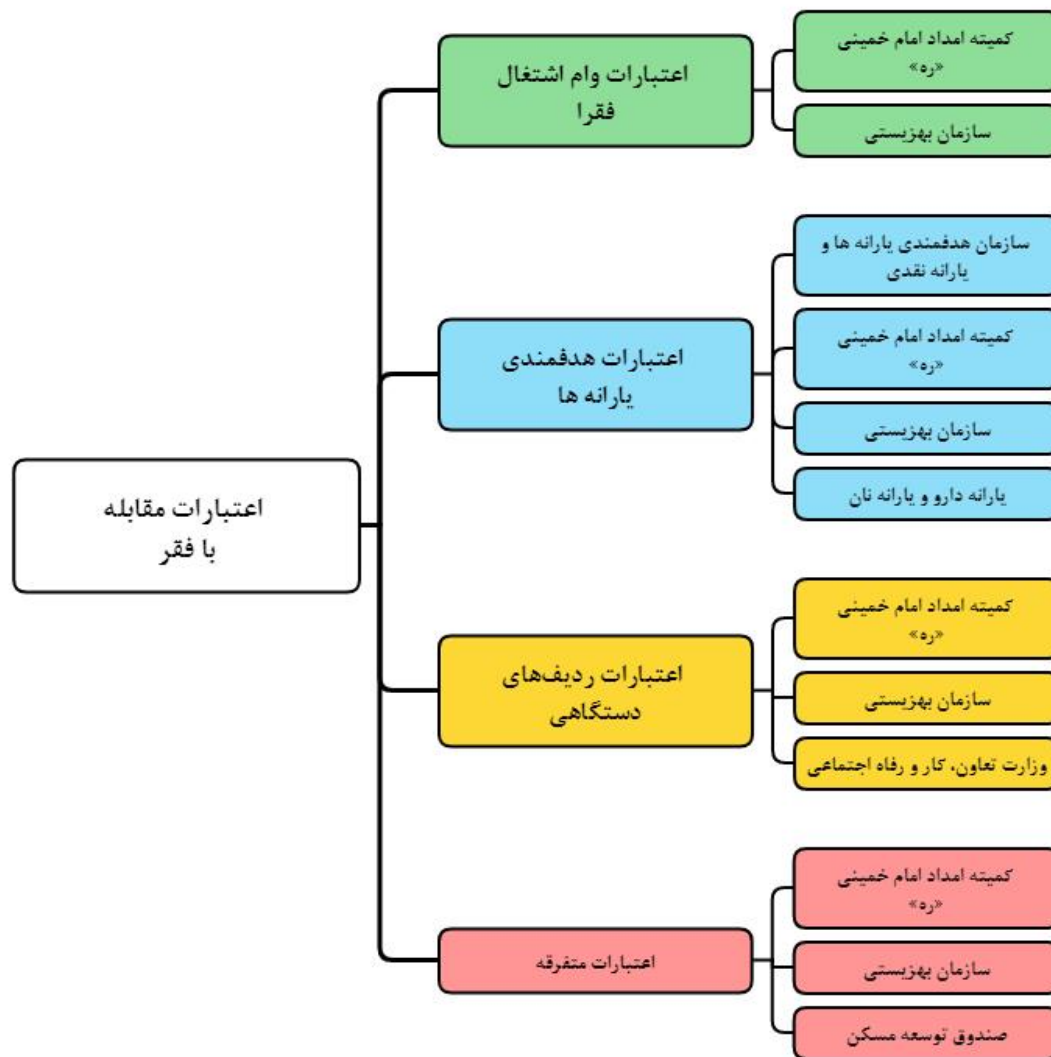 اعتبارات مقابله
با فقر
اعتبارات وام اشتغال
فقرا
کمیته امداد امام خمینی
«ره»
سازمان بهزیستی
اعتبارات هدفمندی
یارانه ها
سازمان هدفمندی یارانه ها و
یارانه نقدی
کمیته امداد امام خمینی
«ره»
سازمان بهزیستی
یارانه دارو و یارانه نان
اعتبارات ردیف‌های
دستگاهی
کمیته امداد امام خمینی
«ره»
سازمان بهزیستی
وزارت تعاون، کار و رفاه اجتماعی
اعتبارات متفرقه
کمیته امداد امام خمینی
«ره»
سازمان بهزیستی
صندوق توسعه مسکن